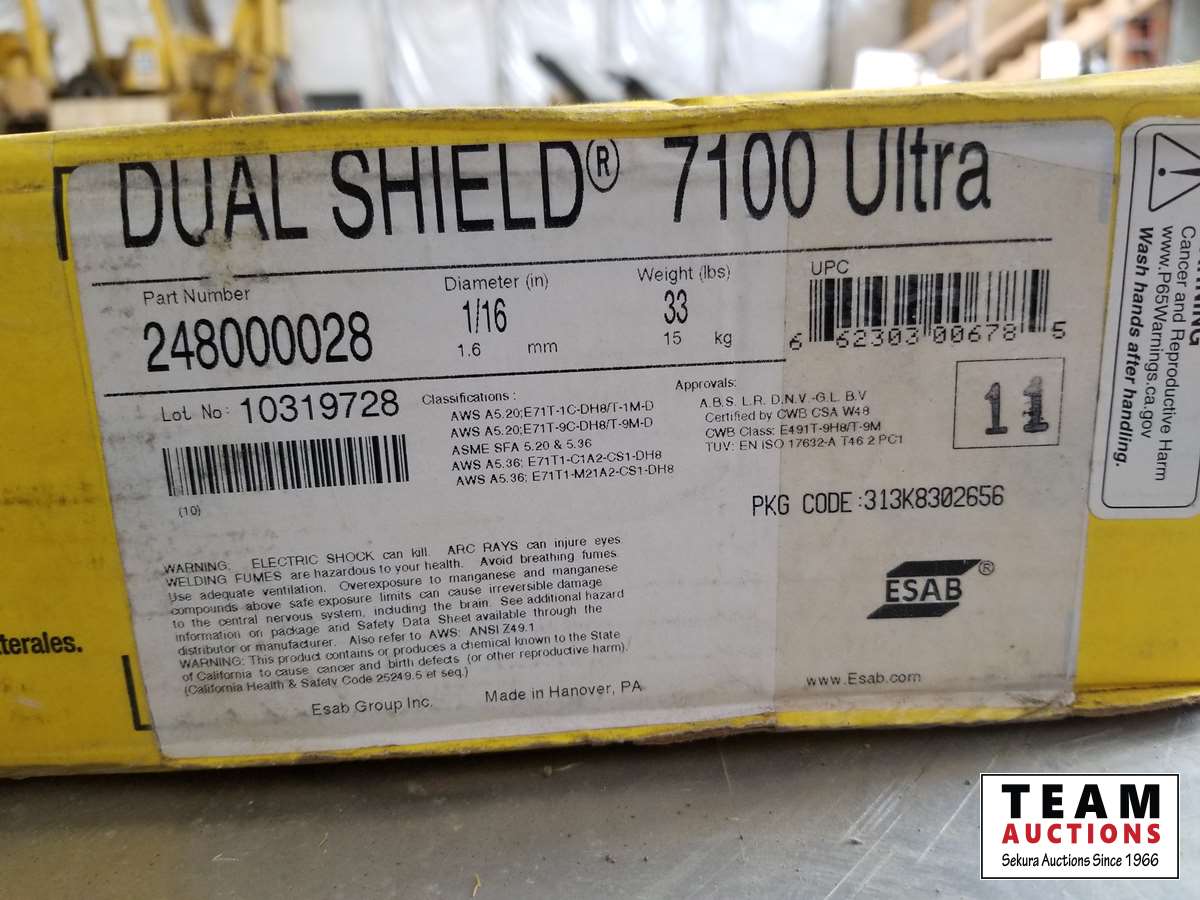 DUAL SHIELD® 7100 Ultra
Part Number
248000028
Diameter (in)
1/16
1.6 mm
Weight (lbs)
33
15 kg
UPC
6 62303 00678 5
Lot No: 10319728
(10)
Classifications :
AWS A5.20;E71T-1C-DH8/T-1M-D
AWS A5.20;E71T-9C-DH8/T-9M-D
ASME SFA 5.20 & 5.36
AWS A5.36; E71T1-C1A2-CS1-DH8
AWS A5.36; E71T1-M21A2-CS1-DH8
Approvals:
A.B.S. L.R. D.N.V.-G.L. B.V
Certified by CWB CSA W48
CWB Class: E491T-9H8/T-9M
TUV: EN ISO 17632-A T46 2 PC1
11
PKG CODE :313K8302656
WARNING: ELECTRIC SHOCK can kill. ARC RAYS can injure eyes
WELDING FUMES are hazardous to your health. Avoid breathing fumes.
Use adequate ventilation. Overexposure to manganese and manganese
compounds above safe exposure limits can cause irreversible damage
to the central nervous system, including the brain. See additional hazard
information on package and Safety Data Sheet available through the
distributor or manufacturer. Also refer to AWS: ANSI Z49.1
WARNING: This product contains or produces a chemical known to the State
of California to cause cancer and birth defects (or other reproductive harm).
(California Health & Safety Code 25249.5 et seq.)
Esab Group Inc. Made in Hanover, PA
ESAB®
www.Esab.com
terales.
Cancer and Reproductive Harm
www.P65Warnings.ca.gov
Wash hands after handling.
TEAM
AUCTIONS
Sekura Auctions Since 1966